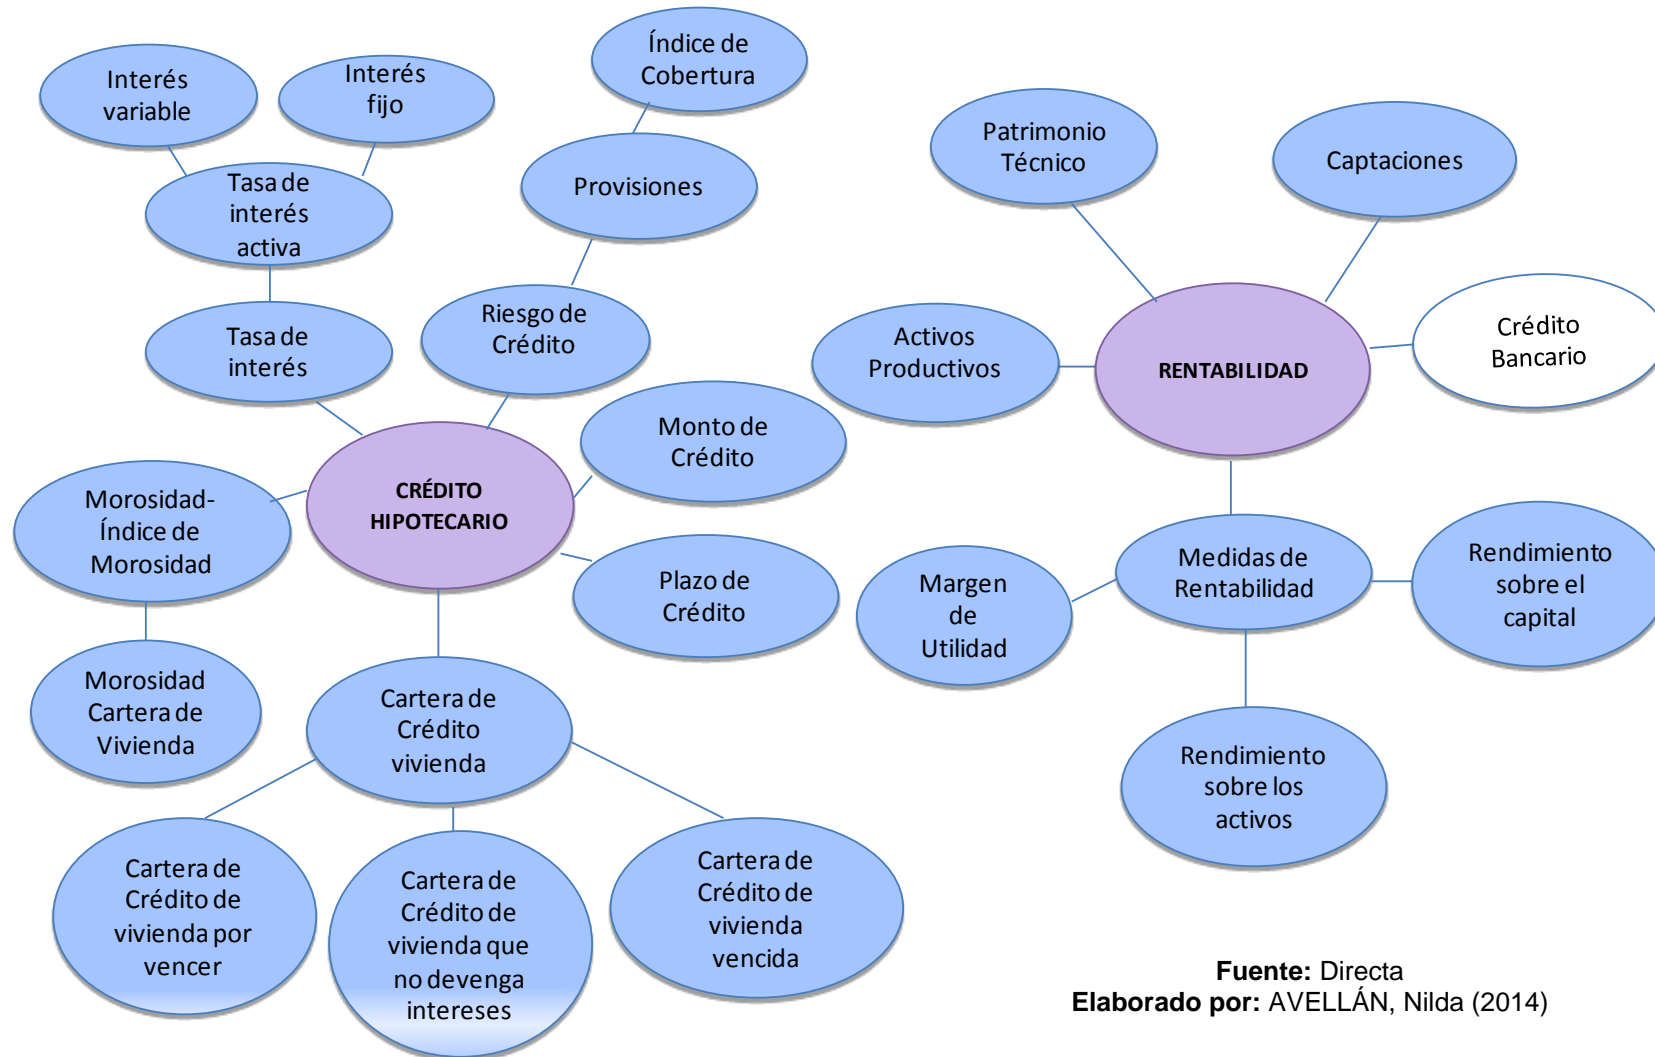 Interés
variable
Interés
fijo
Índice de
Cobertura
Tasa de
interés
activa
Provisiones
Tasa de
interés
Riesgo de
Crédito
Monto de
Crédito
CRÉDITO
HIPOTECARIO
Morosidad-
Índice de
Morosidad
Plazo de
Crédito
Morosidad
Cartera de
Vivienda
Cartera de
Crédito
vivienda
Cartera de
Crédito de
vivienda por
vencer
Cartera de
Crédito de
vivienda que
no devenga
intereses
Cartera de
Crédito de
vivienda
vencida
Patrimonio
Técnico
Captaciones
Activos
Productivos
RENTABILIDAD
Crédito
Bancario
Medidas de
Rentabilidad
Margen
de
Utilidad
Rendimiento
sobre el
capital
Rendimiento
sobre los
activos
Fuente: Directa
Elaborado por: AVELLÁN, Nilda (2014)